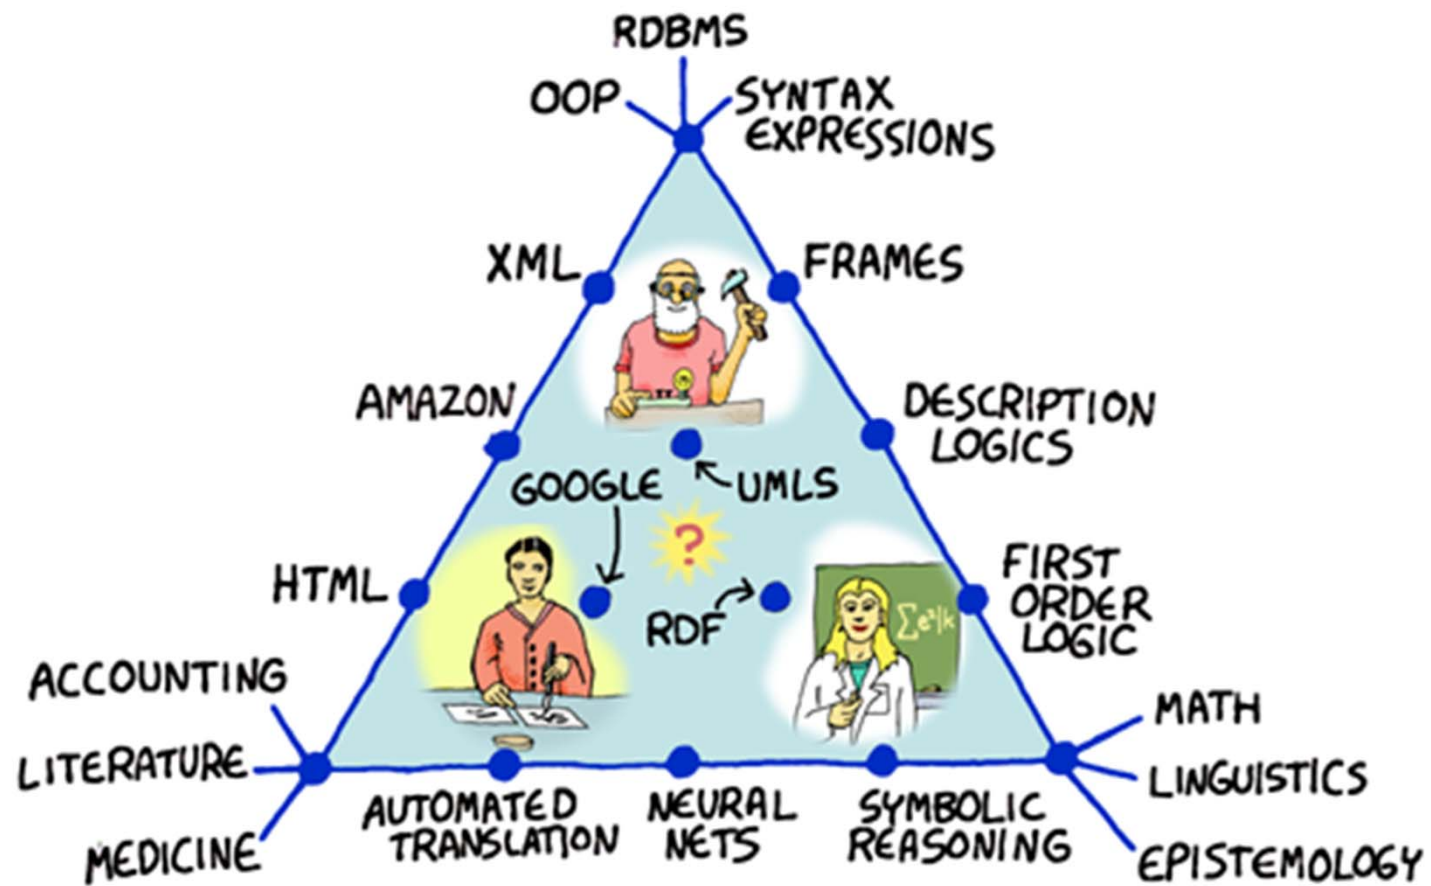 RDBMS
OOP
SYNTAX
EXPRESSIONS
XML
FRAMES
AMAZON
DESCRIPTION
LOGICS
GOOGLE
UMLS
?
HTML
RDF
FIRST
ORDER
LOGIC
Σe²/k
ACCOUNTING
LITERATURE
MEDICINE
MATH
LINGUISTICS
EPISTEMOLOGY
AUTOMATED
TRANSLATION
NEURAL
NETS
SYMBOLIC
REASONING